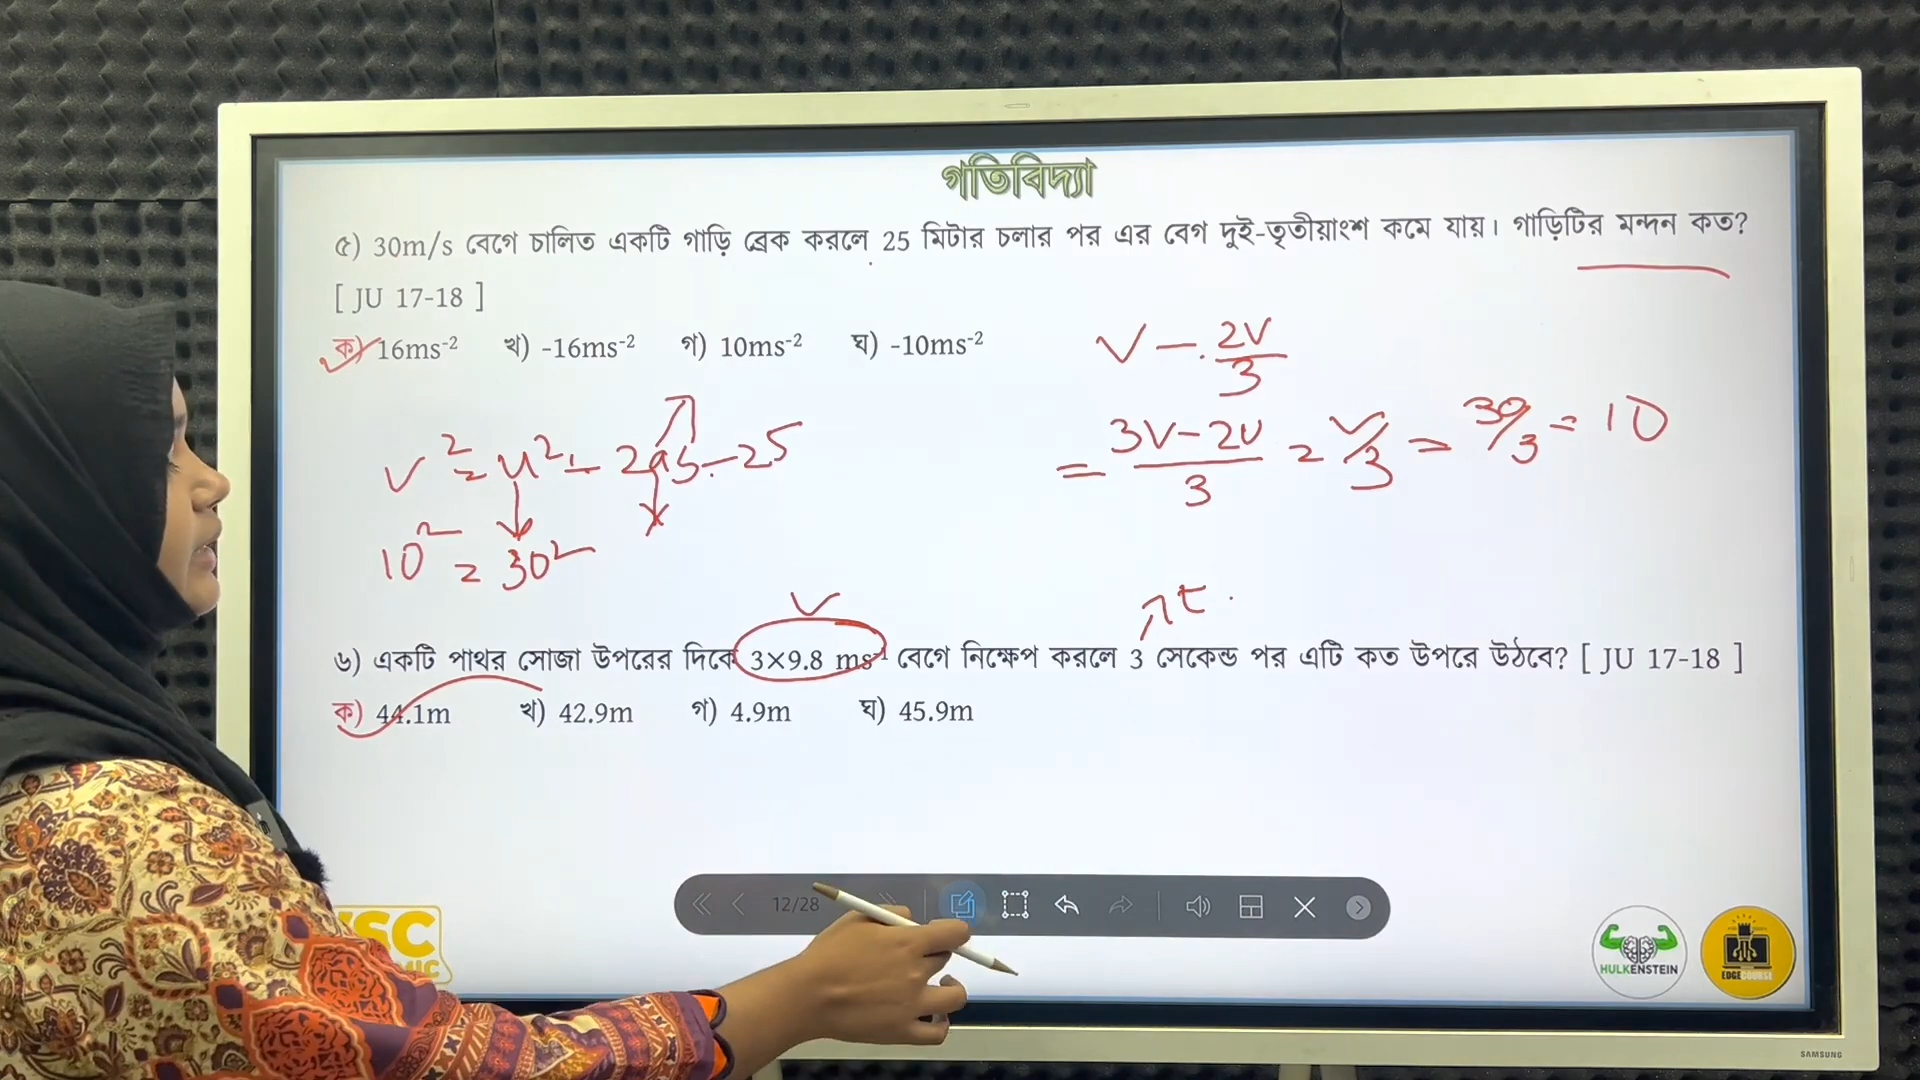 গতিবিদ্যা
৫) 30m/s বেগে চালিত একটি গাড়ি ব্রেক করলে 25 মিটার চলার পর এর বেগ দুই-তৃতীয়াংশ কমে যায়। গাড়িটির মন্দন কত?
[ JU 17-18 ]
ক) 16ms⁻² খ) -16ms⁻² গ) 10ms⁻² ঘ) -10ms⁻²
V - 2V/3
= 3V-2V/3 = V/3 = 30/3 = 10
V² = u² - 2as 25
10² = 30²
V
t
৬) একটি পাথর সোজা উপরের দিকে 3×9.8 ms⁻¹ বেগে নিক্ষেপ করলে 3 সেকেন্ড পর এটি কত উপরে উঠবে? [ JU 17-18 ]
ক) 44.1m খ) 42.9m গ) 4.9m ঘ) 45.9m
12/28
HULKENSTEIN
EDGECOURSE
SAMSUNG